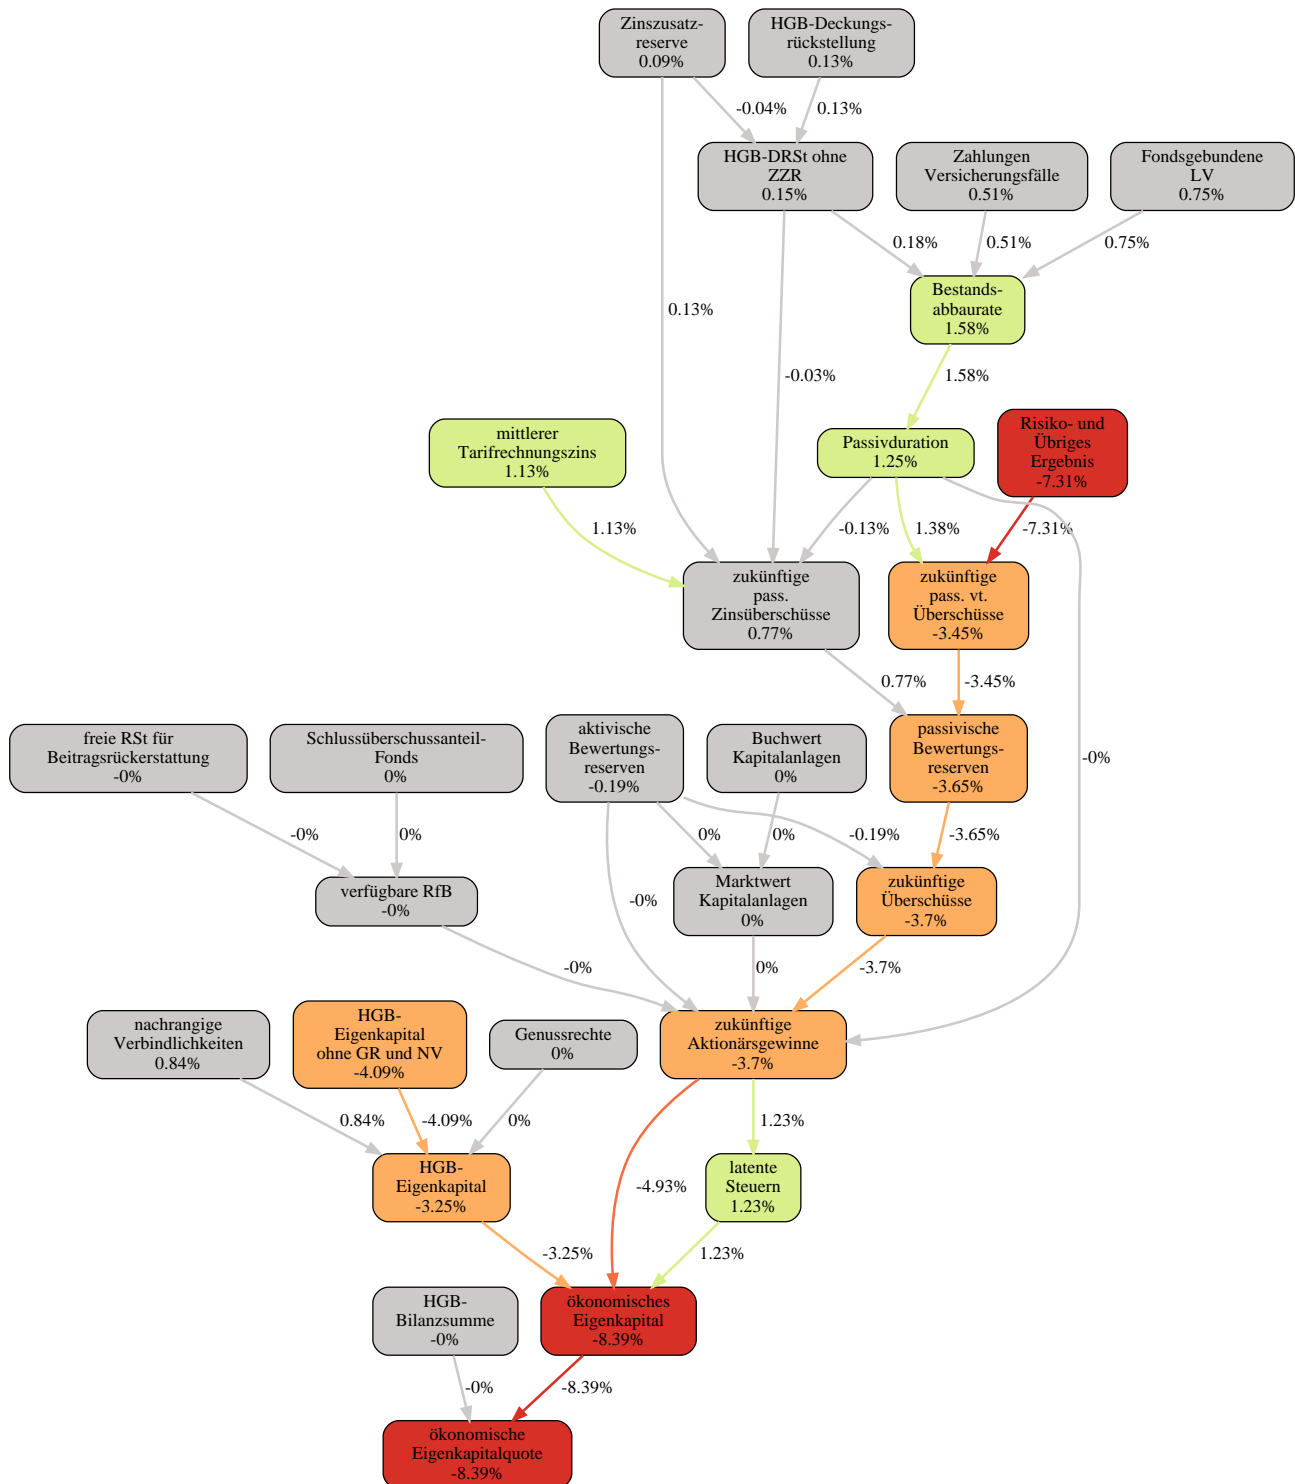 Zinszusatz-
reserve
0.09%
HGB-Deckungs-
rückstellung
0.13%
-0.04%
0.13%
HGB-DRSt ohne
ZZR
0.15%
Zahlungen
Versicherungsfälle
0.51%
Fondsgebundene
LV
0.75%
0.18%
0.51%
0.75%
Bestands-
abbaurate
1.58%
0.13%
-0.03%
1.58%
mittlerer
Tarifrechnungszins
1.13%
Passivduration
1.25%
Risiko- und
Übriges
Ergebnis
-7.31%
1.13%
-0.13%
1.38%
-7.31%
zukünftige
pass.
Zinsüberschüsse
0.77%
zukünftige
pass. vt.
Überschüsse
-3.45%
0.77%
-3.45%
freie RSt für
Beitragsrückerstattung
-0%
Schlussüberschussanteil-
Fonds
0%
aktivische
Bewertungs-
reserven
-0.19%
Buchwert
Kapitalanlagen
0%
passivische
Bewertungs-
reserven
-3.65%
-0%
-0%
0%
0%
0%
-0.19%
-3.65%
verfügbare RfB
-0%
-0%
Marktwert
Kapitalanlagen
0%
zukünftige
Überschüsse
-3.7%
-0%
0%
-3.7%
nachrangige
Verbindlichkeiten
0.84%
HGB-
Eigenkapital
ohne GR und NV
-4.09%
Genussrechte
0%
zukünftige
Aktionärsgewinne
-3.7%
0.84%
-4.09%
0%
1.23%
HGB-
Eigenkapital
-3.25%
-4.93%
latente
Steuern
1.23%
-3.25%
1.23%
HGB-
Bilanzsumme
-0%
ökonomisches
Eigenkapital
-8.39%
-0%
-8.39%
ökonomische
Eigenkapitalquote
-8.39%